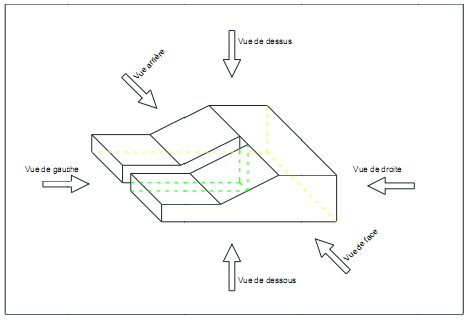 Vue de dessus
Vue arrière
Vue de gauche
Vue de droite
Vue de face
Vue de dessous